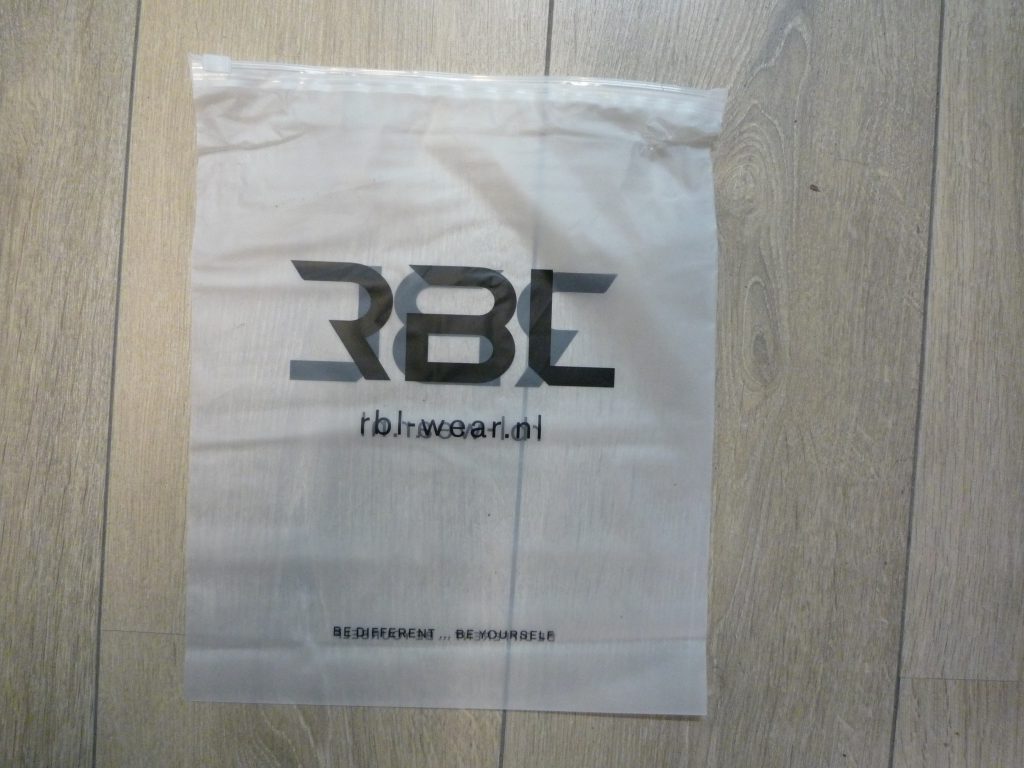 RBL
rbl-wear.nl
BE DIFFERENT ... BE YOURSELF